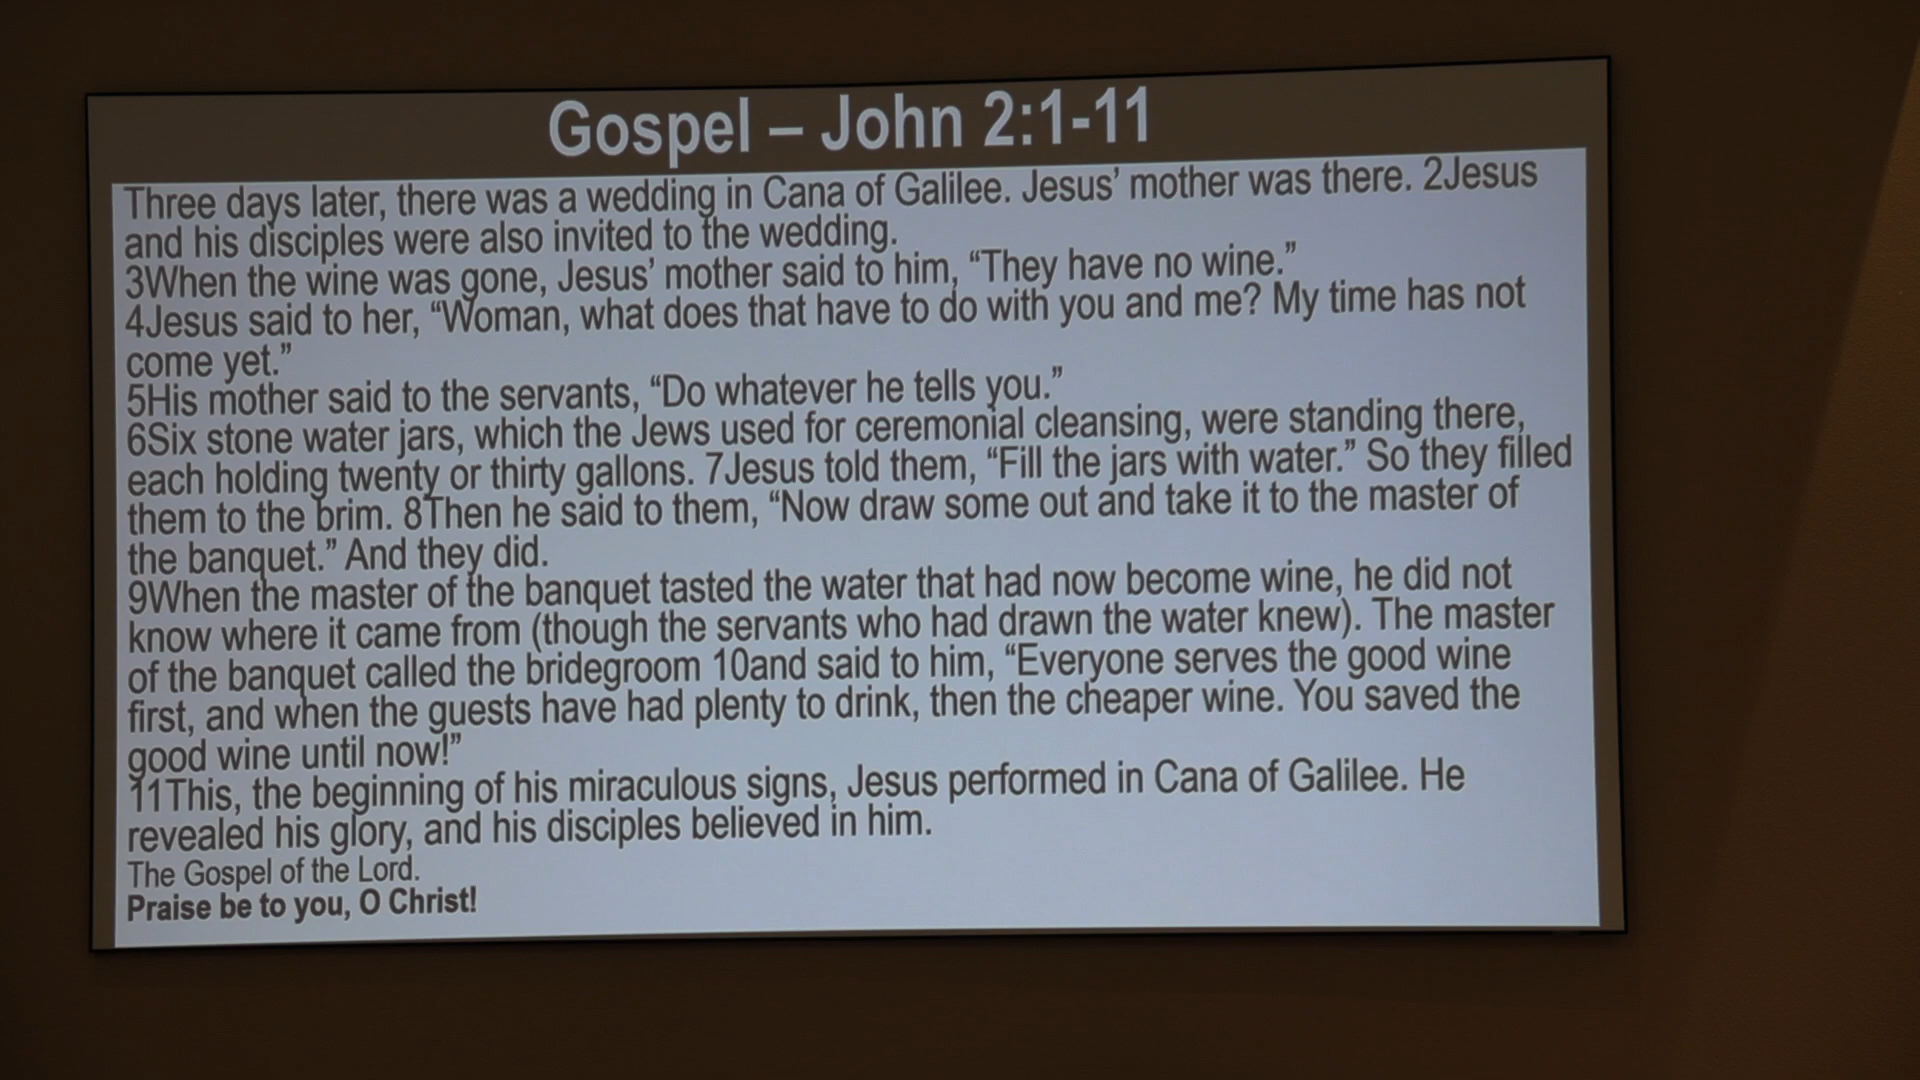 Gospel – John 2:1-11
Three days later, there was a wedding in Cana of Galilee. Jesus’ mother was there. 2Jesus
and his disciples were also invited to the wedding.
3When the wine was gone, Jesus’ mother said to him, “They have no wine.”
4Jesus said to her, “Woman, what does that have to do with you and me? My time has not
come yet.”
5His mother said to the servants, “Do whatever he tells you.”
6Six stone water jars, which the Jews used for ceremonial cleansing, were standing there,
each holding twenty or thirty gallons. 7Jesus told them, “Fill the jars with water.” So they filled
them to the brim. 8Then he said to them, “Now draw some out and take it to the master of
the banquet.” And they did.
9When the master of the banquet tasted the water that had now become wine, he did not
know where it came from (though the servants who had drawn the water knew). The master
of the banquet called the bridegroom 10and said to him, “Everyone serves the good wine
first, and when the guests have had plenty to drink, then the cheaper wine. You saved the
good wine until now!”
11This, the beginning of his miraculous signs, Jesus performed in Cana of Galilee. He
revealed his glory, and his disciples believed in him.
The Gospel of the Lord.
Praise be to you, O Christ!